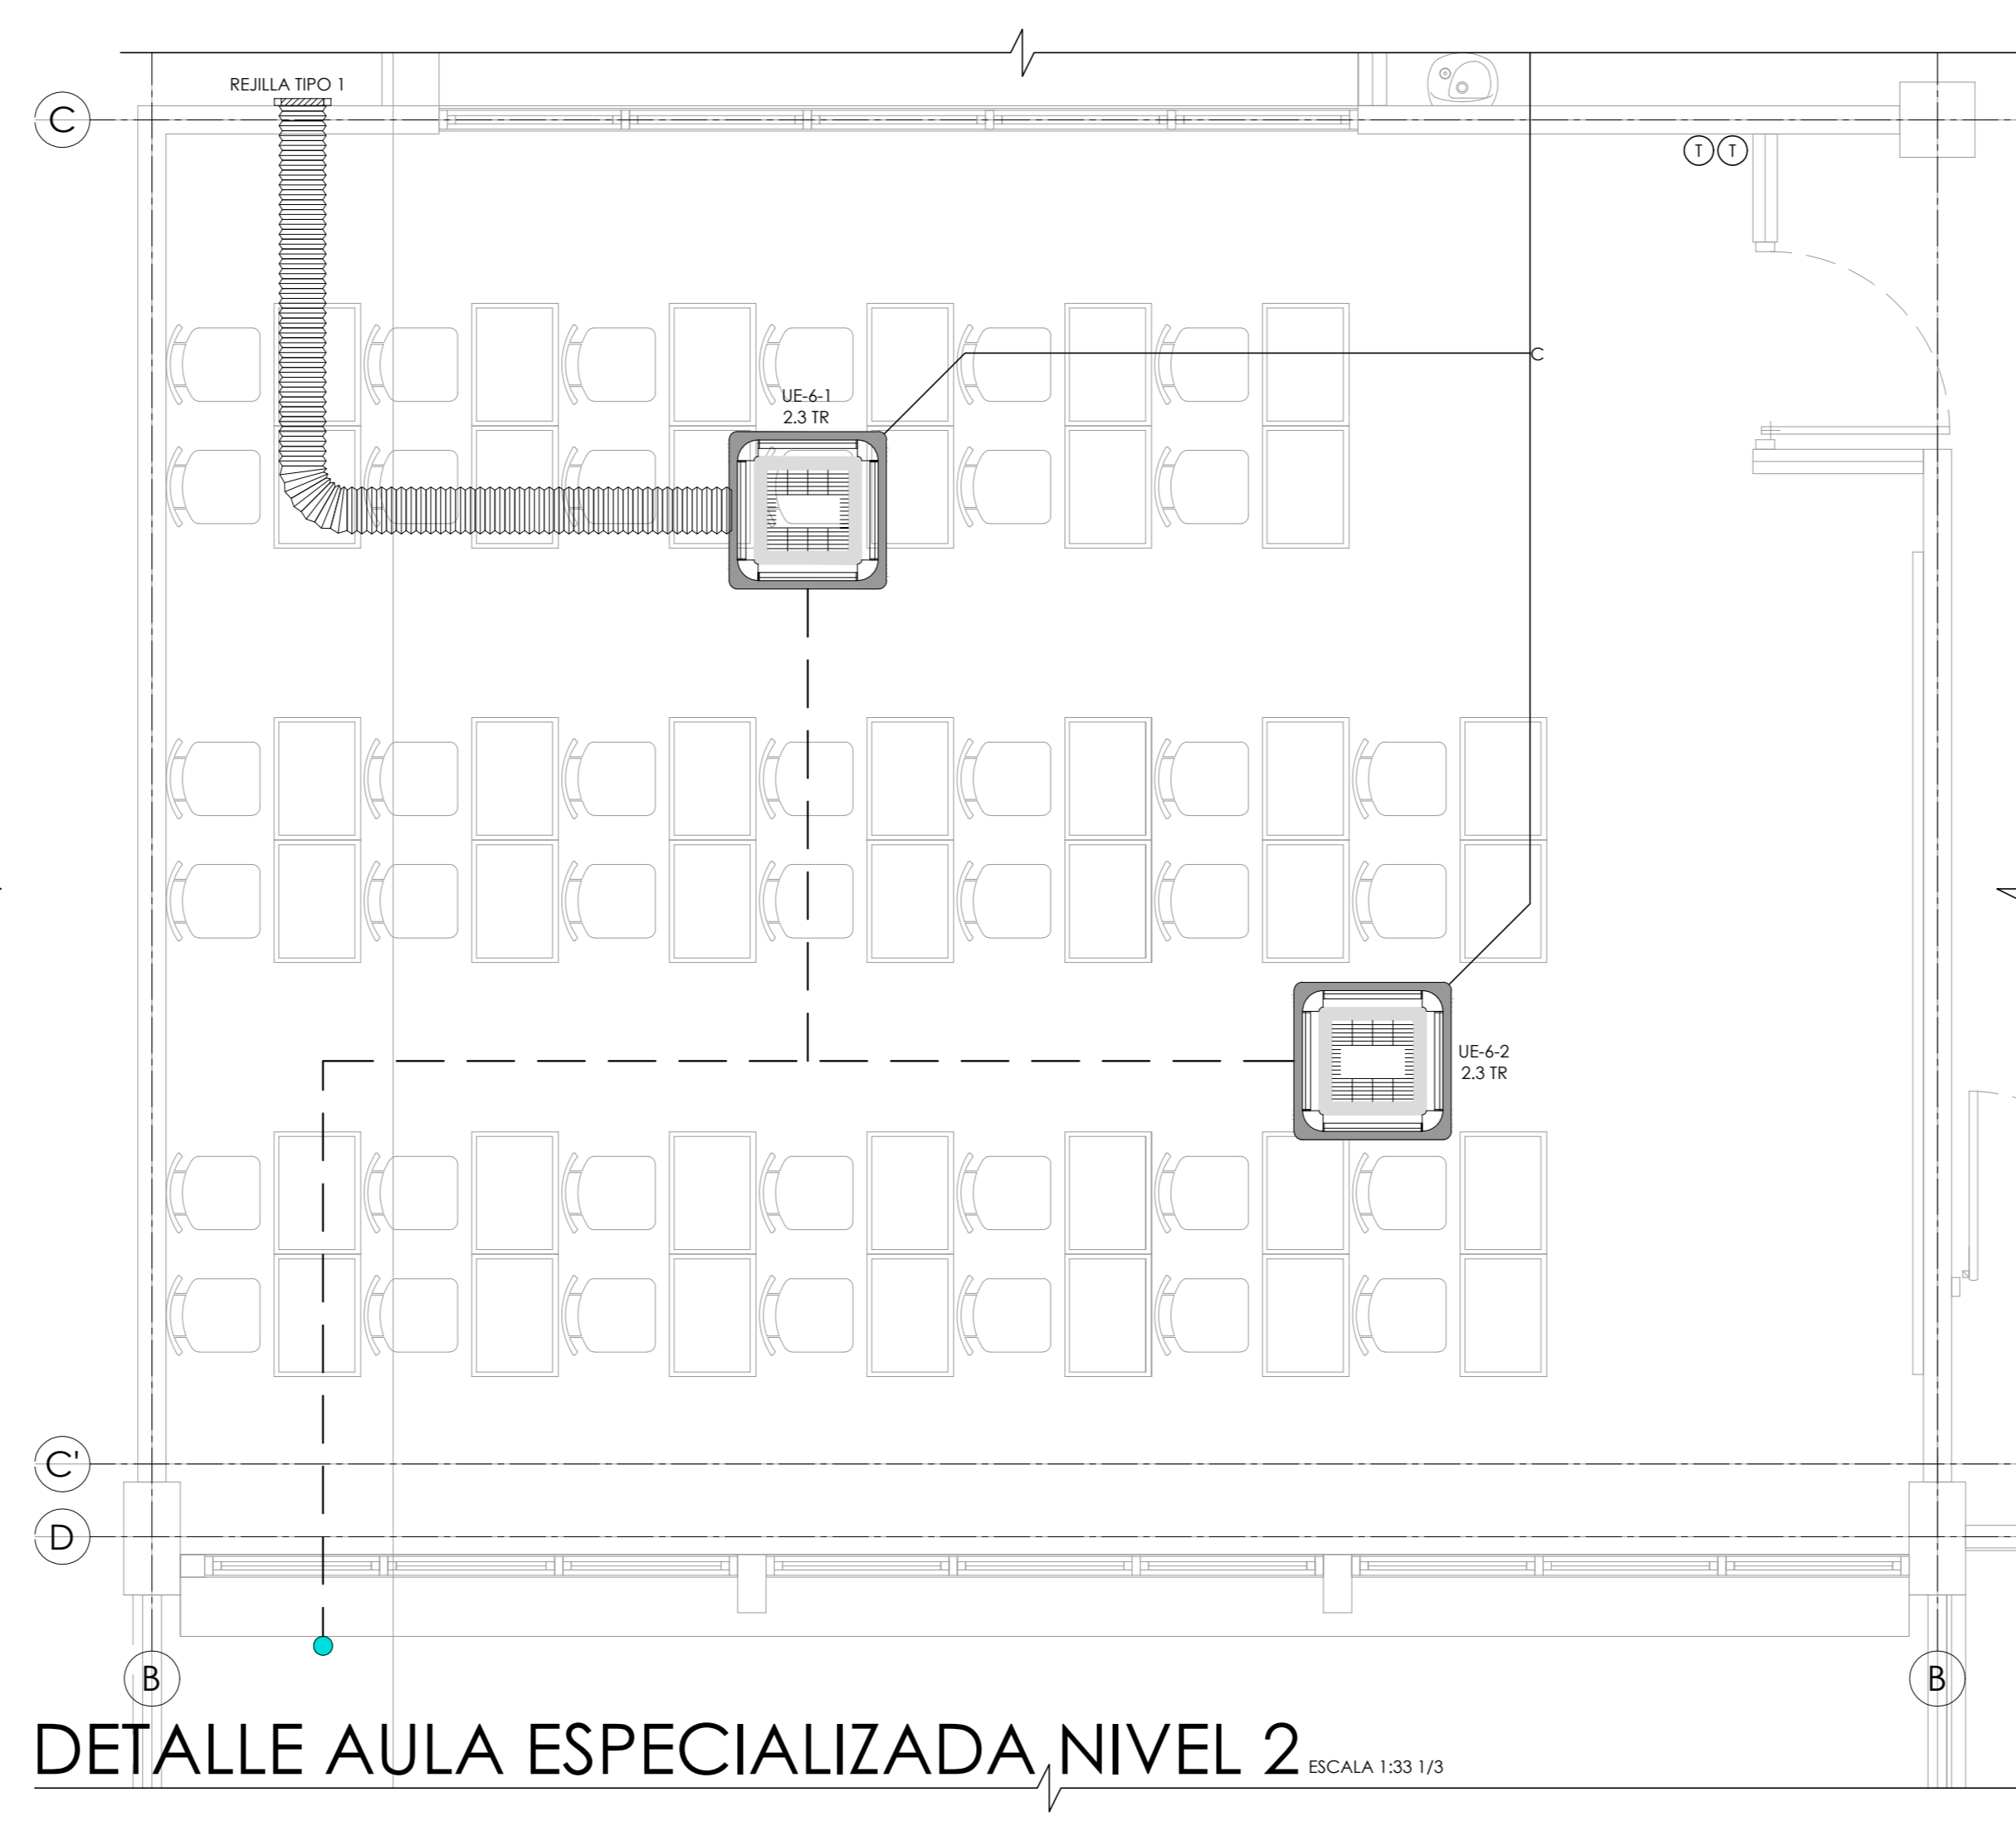 REJILLA TIPO 1
C
T T
C
UE-6-1
2.3 TR
UE-6-2
2.3 TR
C'
D
B
B
DETALLE AULA ESPECIALIZADA NIVEL 2 ESCALA 1:33 1/3